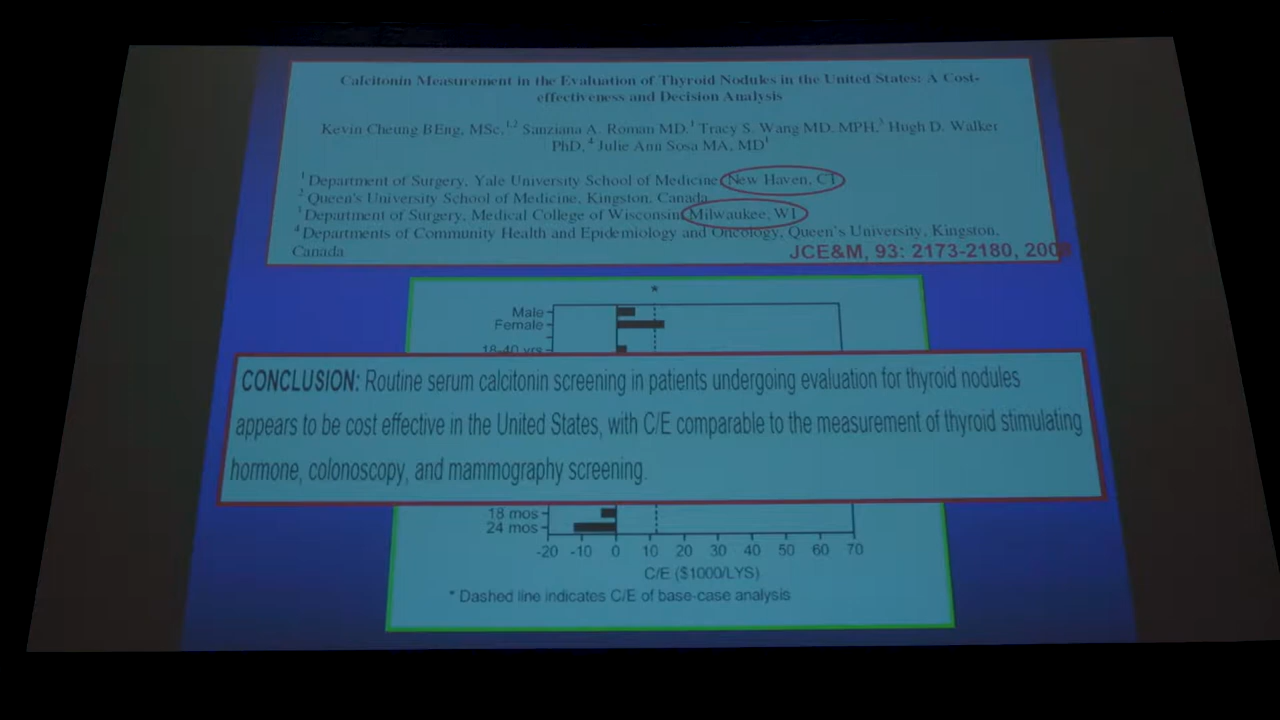 Calcitonin Measurement in the Evaluation of Thyroid Nodules in the United States: A Cost-
effectiveness and Decision Analysis
Kevin Cheung BEng, MSc,1,2 Sanziana A. Roman MD,1 Tracy S. Wang MD, MPH,3 Hugh D. Walker
PhD,4 Julie Ann Sosa MA, MD1
1 Department of Surgery, Yale University School of Medicine, New Haven, CT
2 Queen's University School of Medicine, Kingston, Canada
3 Department of Surgery, Medical College of Wisconsin, Milwaukee, WI
4 Departments of Community Health and Epidemiology and Oncology, Queen's University, Kingston,
Canada
JCE&M, 93: 2173-2180,
*
Male
Female
18-40 yrs
CONCLUSION: Routine serum calcitonin screening in patients undergoing evaluation for thyroid nodules
appears to be cost effective in the United States, with C/E comparable to the measurement of thyroid stimulating
hormone, colonoscopy, and mammography screening.
18 mos
24 mos
-20 -10 0 10 20 30 40 50 60 70
C/E ($1000/LYS)
* Dashed line indicates C/E of base-case analysis